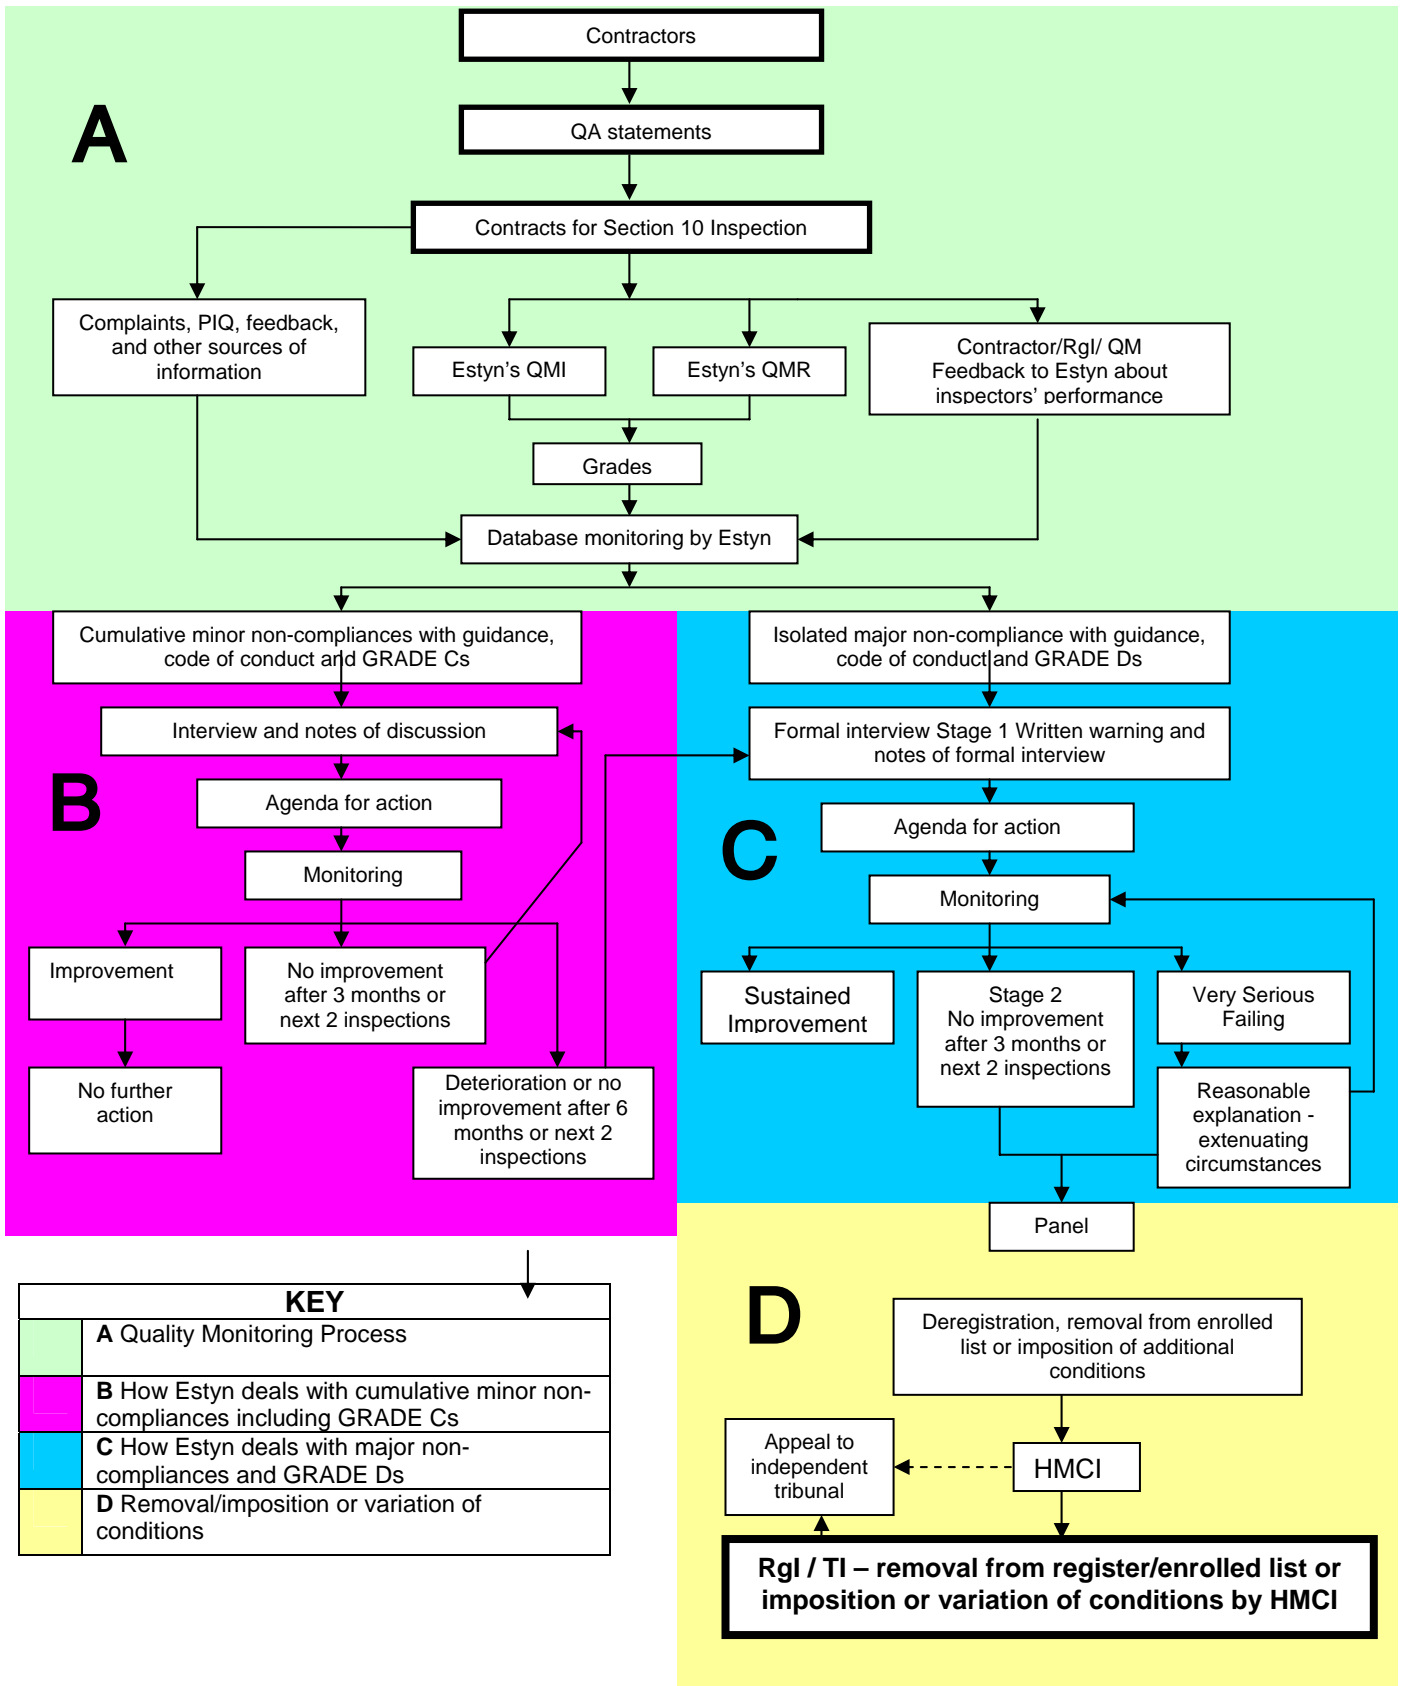 Contractors
A
QA statements
Contracts for Section 10 Inspection
Complaints, PIQ, feedback,
and other sources of
information
Estyn's QMI
Estyn's QMR
Contractor/RgI/ QM
Feedback to Estyn about
inspectors' performance
Grades
Database monitoring by Estyn
Cumulative minor non-compliances with guidance,
code of conduct and GRADE Cs
Interview and notes of discussion
B
Agenda for action
Monitoring
Improvement
No improvement
after 3 months or
next 2 inspections
No further
action
Deterioration or no
improvement after 6
months or next 2
inspections
Isolated major non-compliance with guidance,
code of conduct and GRADE Ds
Formal interview Stage 1 Written warning and
notes of formal interview
C
Agenda for action
Monitoring
Sustained
Improvement
Stage 2
No improvement
after 3 months or
next 2 inspections
Very Serious
Failing
Reasonable
explanation -
extenuating
circumstances
Panel
D
Deregistration, removal from enrolled
list or imposition of additional
conditions
Appeal to
independent
tribunal
HMCI
RgI / TI – removal from register/enrolled list or
imposition or variation of conditions by HMCI
KEY
A Quality Monitoring Process
B How Estyn deals with cumulative minor non-
compliances including GRADE Cs
C How Estyn deals with major non-
compliances and GRADE Ds
D Removal/imposition or variation of
conditions